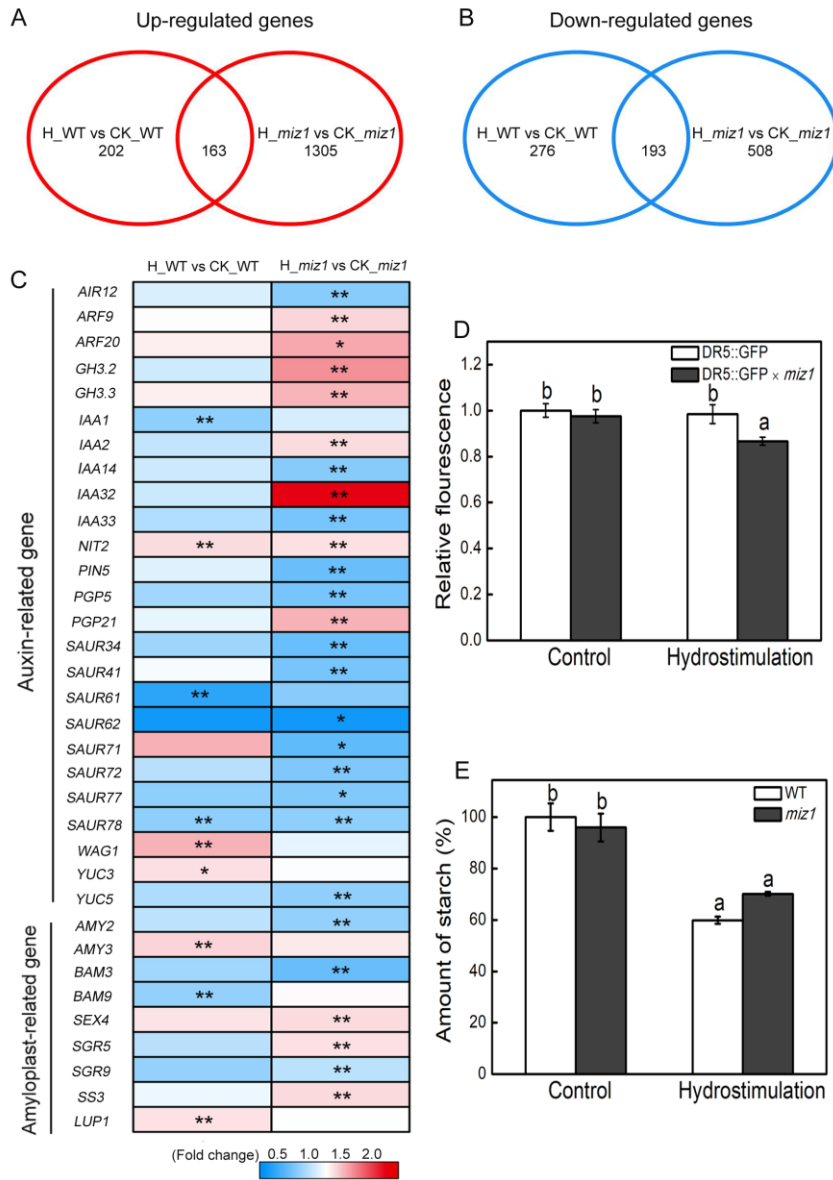 A
Up-regulated genes
H_WT vs CK_WT
202
163
H_miz1 vs CK_miz1
1305
B
Down-regulated genes
H_WT vs CK_WT
276
193
H_miz1 vs CK_miz1
508
C
H_WT vs CK_WT
H_miz1 vs CK_miz1
Auxin-related gene
AIR12 **
ARF9 **
ARF20 *
GH3.2 **
GH3.3 **
IAA1 **
IAA2 **
IAA14 **
IAA32 **
IAA33 **
NIT2 ** **
PIN5 **
PGP5 **
PGP21 **
SAUR34 **
SAUR41 **
SAUR61 **
SAUR62 *
SAUR71 *
SAUR72 **
SAUR77 *
SAUR78 ** **
WAG1 **
YUC3 *
YUC5 **
Amyloplast-related gene
AMY2 **
AMY3 **
BAM3 **
BAM9 **
SEX4 **
SGR5 **
SGR9 **
SS3 **
LUP1 **
(Fold change) 0.5 1.0 1.5 2.0
D
Relative flourescence
1.2
1.0
0.8
0.6
0.4
0.2
0.0
DR5::GFP
DR5::GFP × miz1
b b b a
Control Hydrostimulation
E
Amount of starch (%)
100
80
60
40
20
0
WT
miz1
b b a a
Control Hydrostimulation